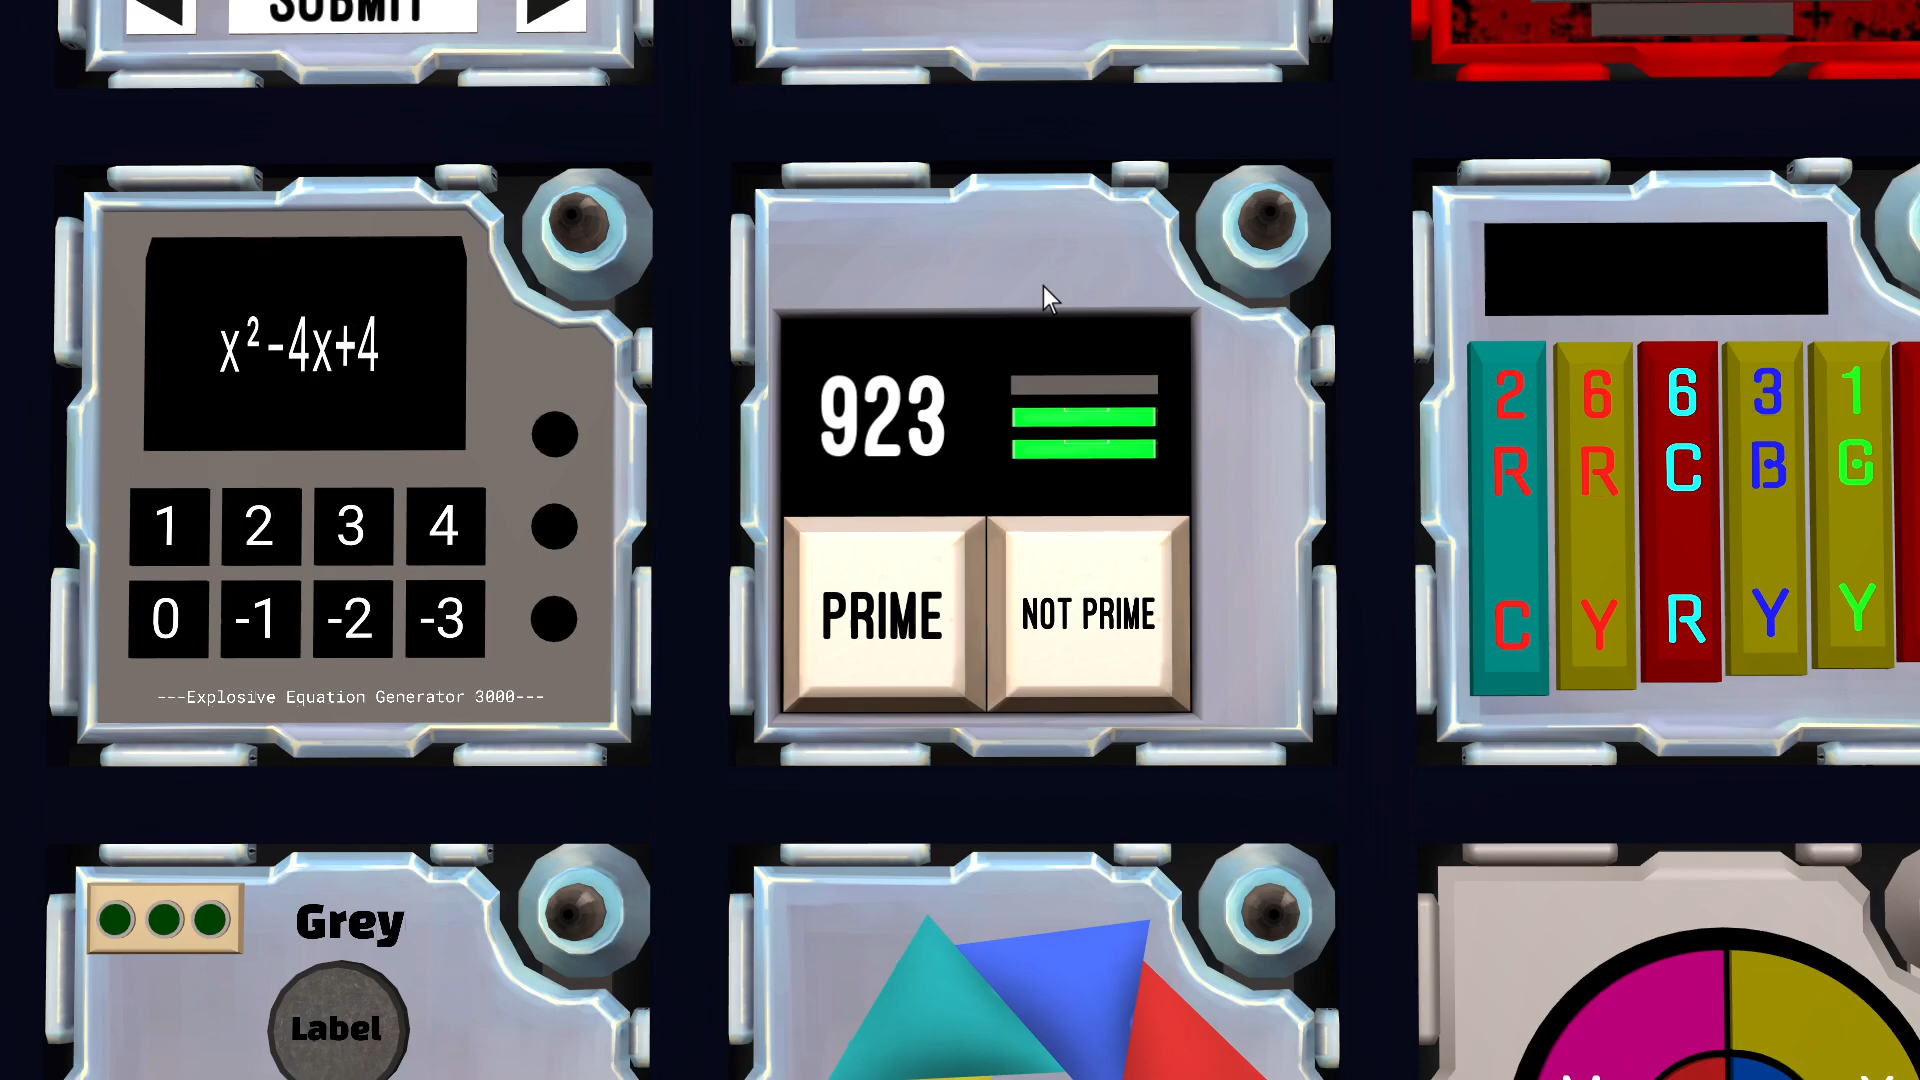 SUBMIT
x²-4x+4
1 2 3 4
0 -1 -2 -3
---Explosive Equation Generator 3000---
923
PRIME NOT PRIME
2 6 6 3 1
R R C B G
C Y R Y Y
Grey
Label